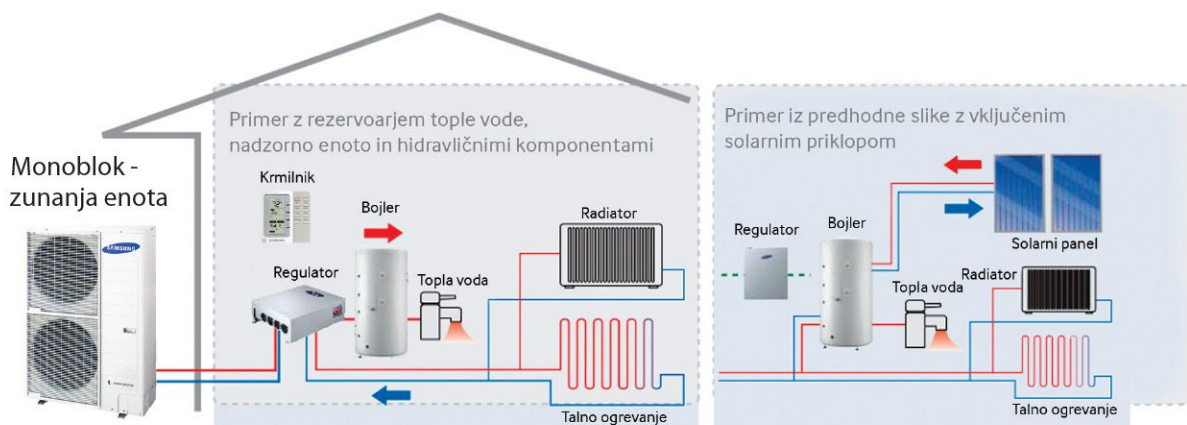 Monoblok -
zunanja enota
SAMSUNG
Primer z rezervoarjem tople vode,
nadzorno enoto in hidravličnimi komponentami
Krmilnik
Bojler
Regulator
Topla voda
Radiator
Talno ogrevanje
Primer iz predhodne slike z vključenim
solarnim priklopom
Regulator
Bojler
Solarni panel
Topla voda
Radiator
Talno ogrevanje